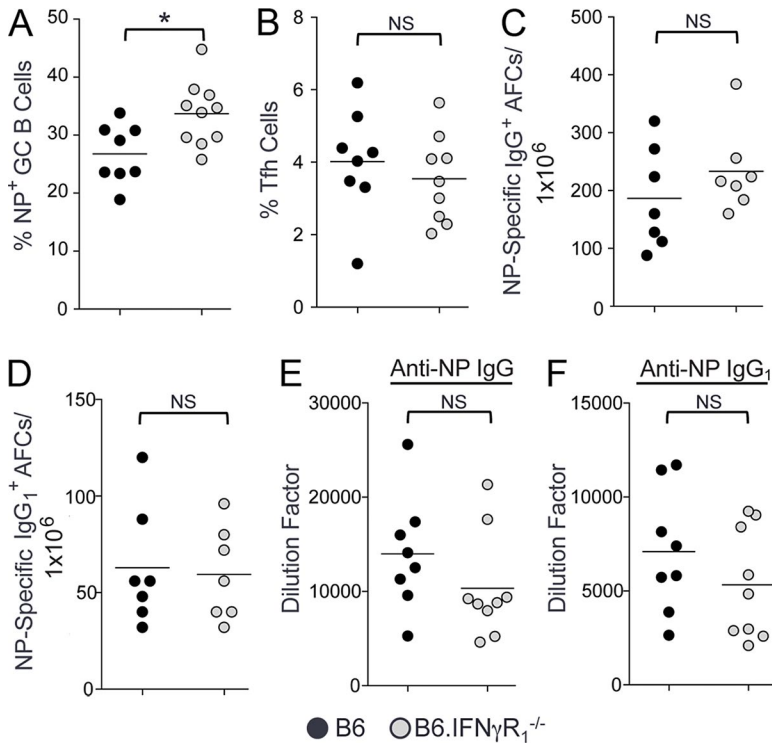 A
% NP+ GC B Cells
50
40
30
20
10
0
*
B
% Tfh Cells
8
6
4
2
0
NS
C
NP-Specific IgG+ AFCs/
1x10^6
500
400
300
200
100
0
NS
D
NP-Specific IgG1+ AFCs/
1x10^6
150
100
50
0
NS
E
Anti-NP IgG
Dilution Factor
30000
20000
10000
0
NS
F
Anti-NP IgG1
Dilution Factor
15000
10000
5000
0
NS
B6 B6.IFNγR1-/-